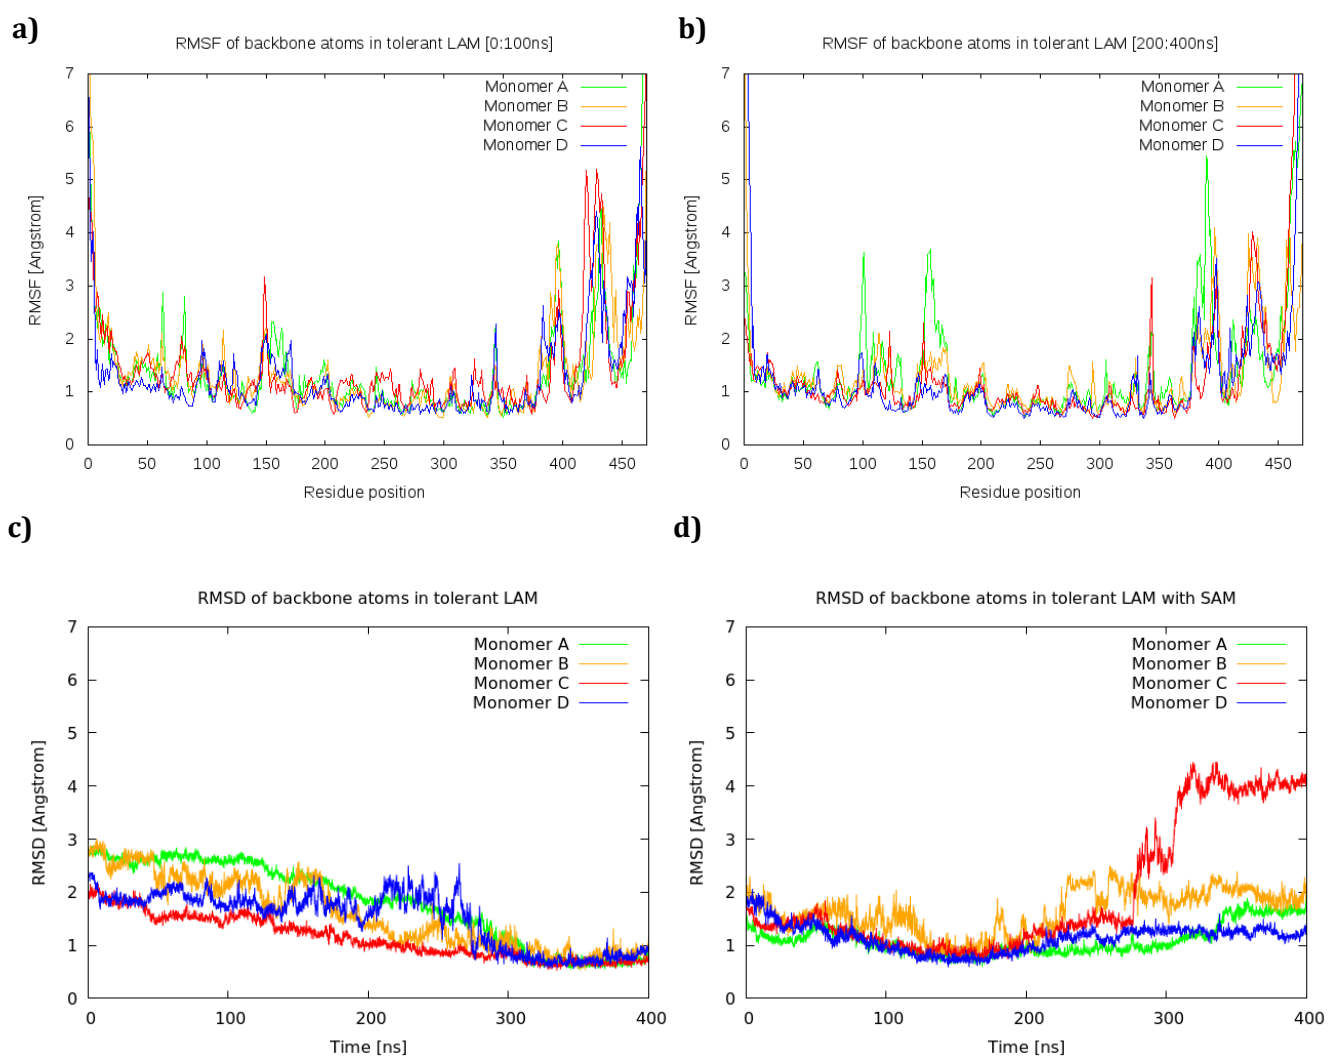 a)
RMSF of backbone atoms in tolerant LAM [0:100ns]
7
6
5
4
3
2
1
0
RMSF [Angstrom]
Monomer A
Monomer B
Monomer C
Monomer D
0 50 100 150 200 250 300 350 400 450
Residue position
b)
RMSF of backbone atoms in tolerant LAM [200:400ns]
7
6
5
4
3
2
1
0
RMSF [Angstrom]
Monomer A
Monomer B
Monomer C
Monomer D
0 50 100 150 200 250 300 350 400 450
Residue position
c)
RMSD of backbone atoms in tolerant LAM
7
6
5
4
3
2
1
0
RMSD [Angstrom]
Monomer A
Monomer B
Monomer C
Monomer D
0 100 200 300 400
Time [ns]
d)
RMSD of backbone atoms in tolerant LAM with SAM
7
6
5
4
3
2
1
0
RMSD [Angstrom]
Monomer A
Monomer B
Monomer C
Monomer D
0 100 200 300 400
Time [ns]